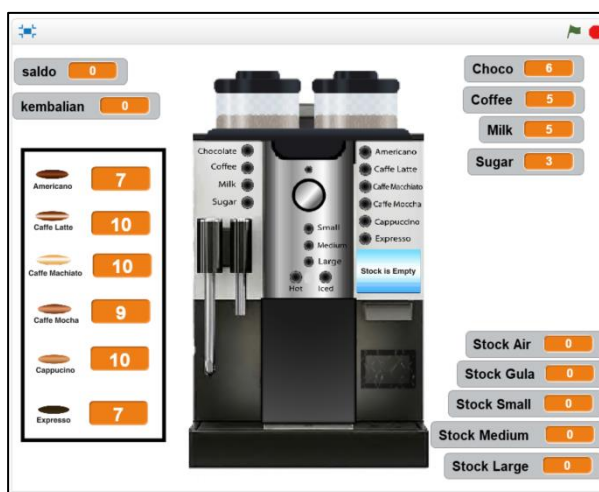 saldo 0
kembalian 0
Americano 7
Caffe Latte 10
Caffe Machiato 10
Caffe Mocha 9
Cappucino 10
Expresso 7
Chocolate
Coffee
Milk
Sugar
Small
Medium
Large
Hot Iced
Americano
Caffe Latte
Caffe Macchiato
Caffe Moccha
Cappuccino
Expresso
Stock is Empty
Choco 6
Coffee 5
Milk 5
Sugar 3
Stock Air 0
Stock Gula 0
Stock Small 0
Stock Medium 0
Stock Large 0